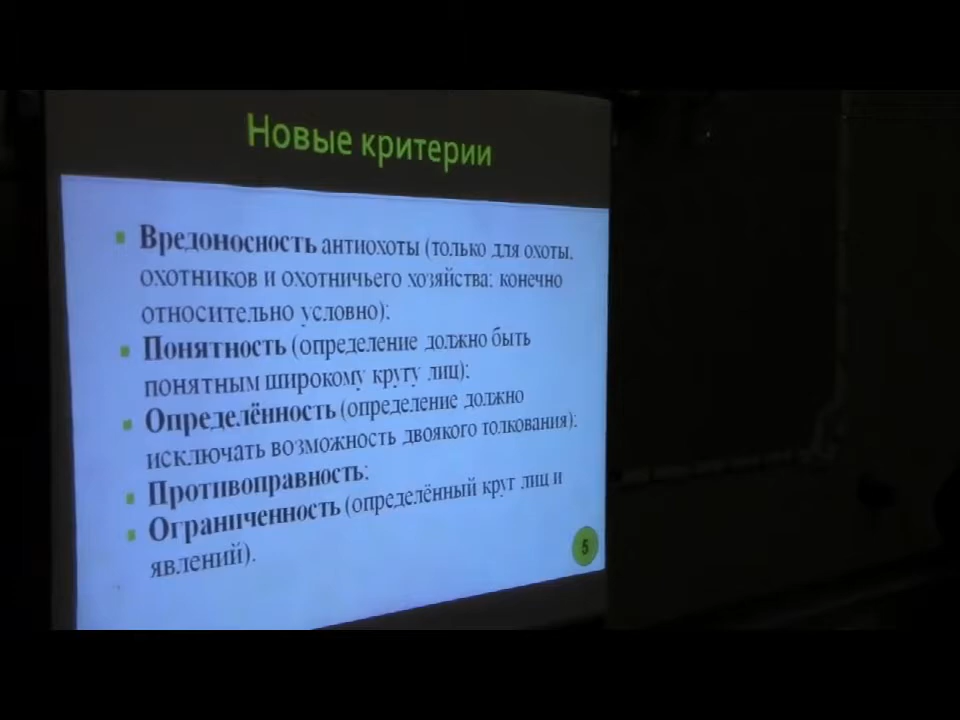 Новые критерии
Вредоносность антиохоты (только для охоты,
охотников и охотничьего хозяйства; конечно
относительно условно);
Понятность (определение должно быть
понятным широкому кругу лиц);
Определённость (определение должно
исключать возможность двоякого толкования);
Противоправность;
Ограниченность (определённый круг лиц и
явлений).
5